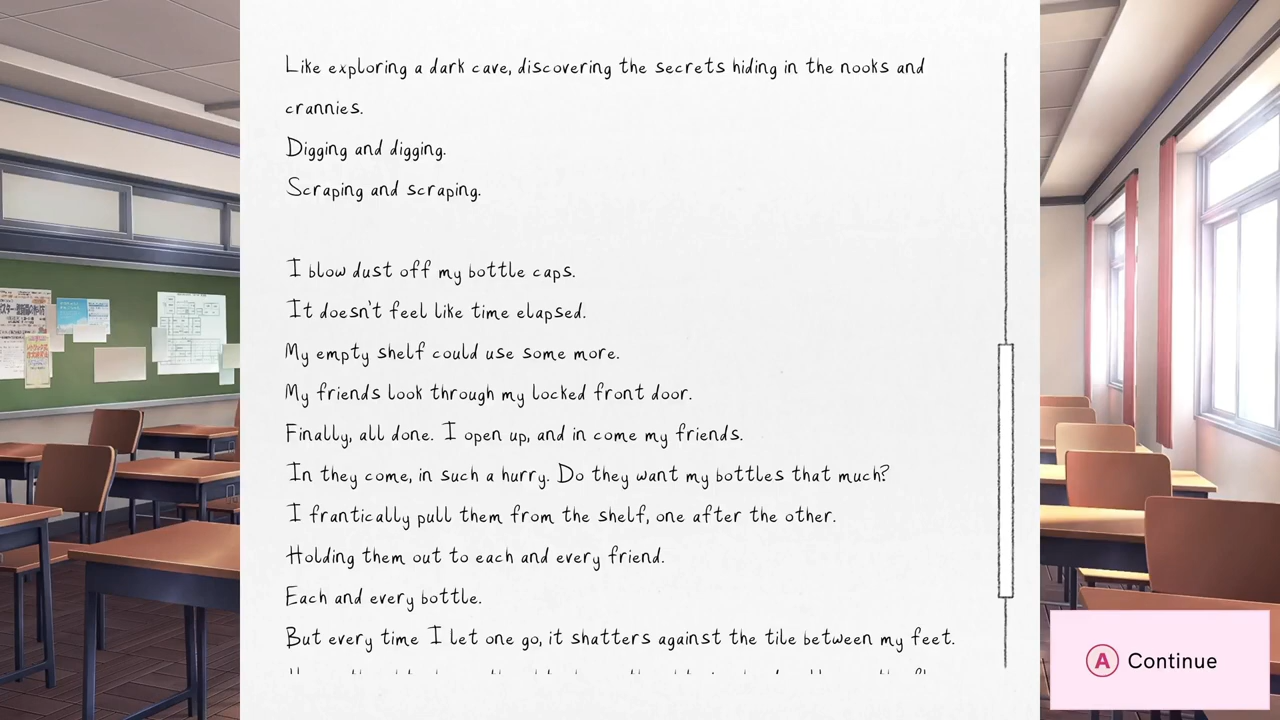 Like exploring a dark cave, discovering the secrets hiding in the nooks and
crannies.
Digging and digging.
Scraping and scraping.
I blow dust off my bottle caps.
It doesn't feel like time elapsed.
My empty shelf could use some more.
My friends look through my locked front door.
Finally, all done. I open up, and in come my friends.
In they come, in such a hurry. Do they want my bottles that much?
I frantically pull them from the shelf, one after the other.
Holding them out to each and every friend.
Each and every bottle.
But every time I let one go, it shatters against the tile between my feet.
A Continue